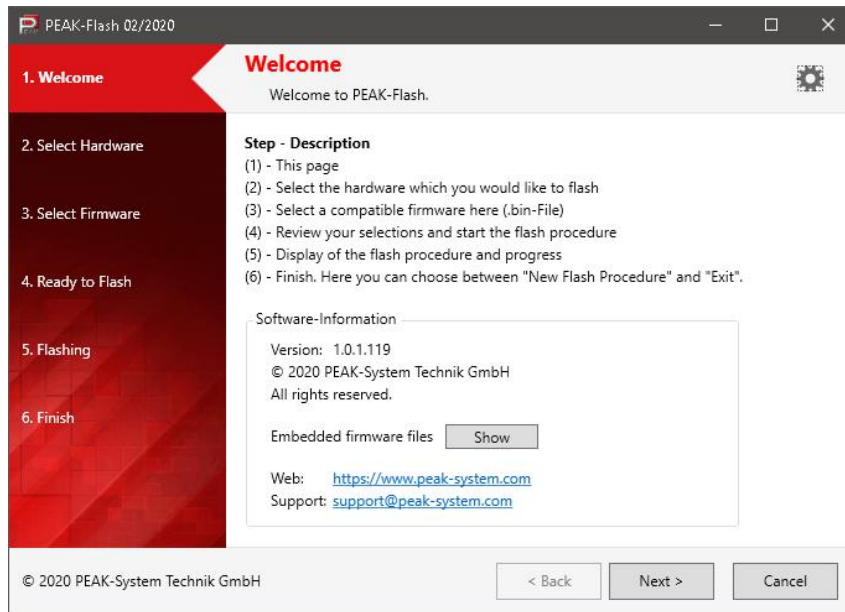 PEAK-Flash 02/2020
1. Welcome
2. Select Hardware
3. Select Firmware
4. Ready to Flash
5. Flashing
6. Finish
Welcome
Welcome to PEAK-Flash.
Step - Description
(1) - This page
(2) - Select the hardware which you would like to flash
(3) - Select a compatible firmware here (.bin-File)
(4) - Review your selections and start the flash procedure
(5) - Display of the flash procedure and progress
(6) - Finish. Here you can choose between "New Flash Procedure" and "Exit".
Software-Information
Version: 1.0.1.119
© 2020 PEAK-System Technik GmbH
All rights reserved.
Embedded firmware files Show
Web: https://www.peak-system.com
Support: support@peak-system.com
© 2020 PEAK-System Technik GmbH
< Back Next > Cancel